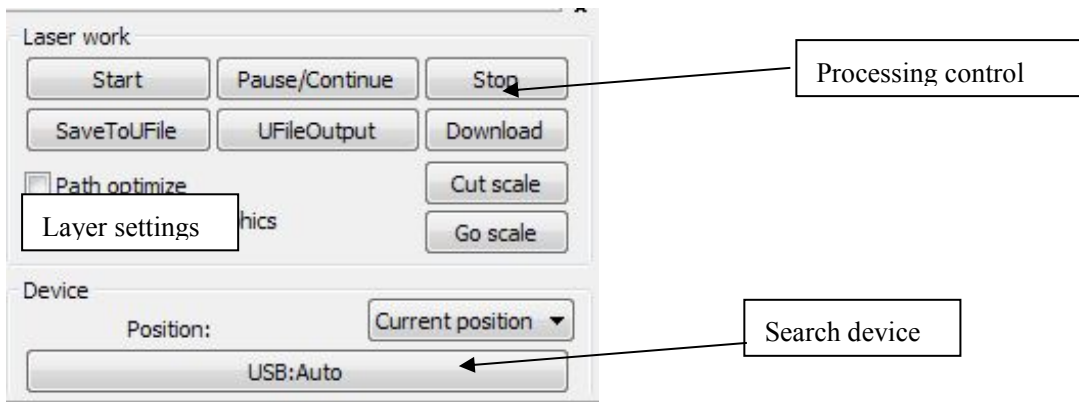 Laser work
Start Pause/Continue Stop
Processing control
SaveToUFile UFileOutput Download
Path optimize Cut scale
Layer settings hics Go scale
Device
Position: Current position
Search device
USB:Auto